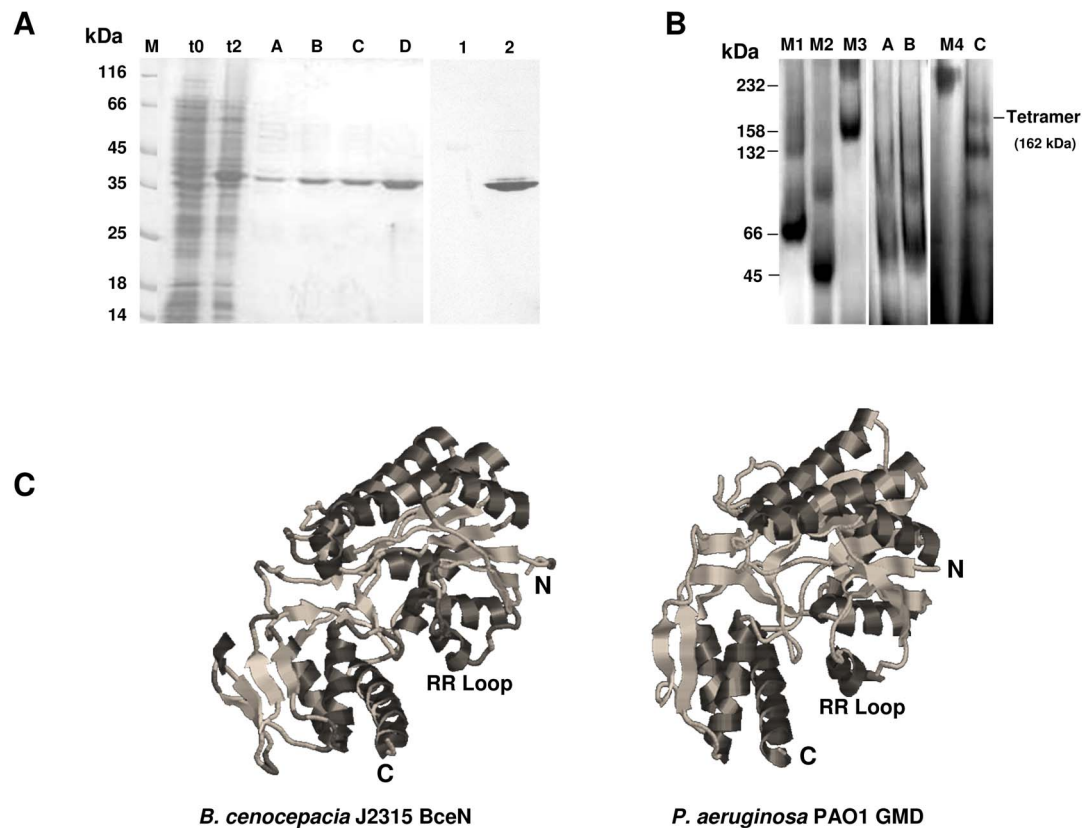 A
kDa M t0 t2 A B C D 1 2
116
66
45
35
25
18
14
B
kDa M1 M2 M3 A B M4 C
232
158
132
66
45
Tetramer
(162 kDa)
C
N
RR Loop
C
B. cenocepacia J2315 BceN
N
RR Loop
C
P. aeruginosa PAO1 GMD